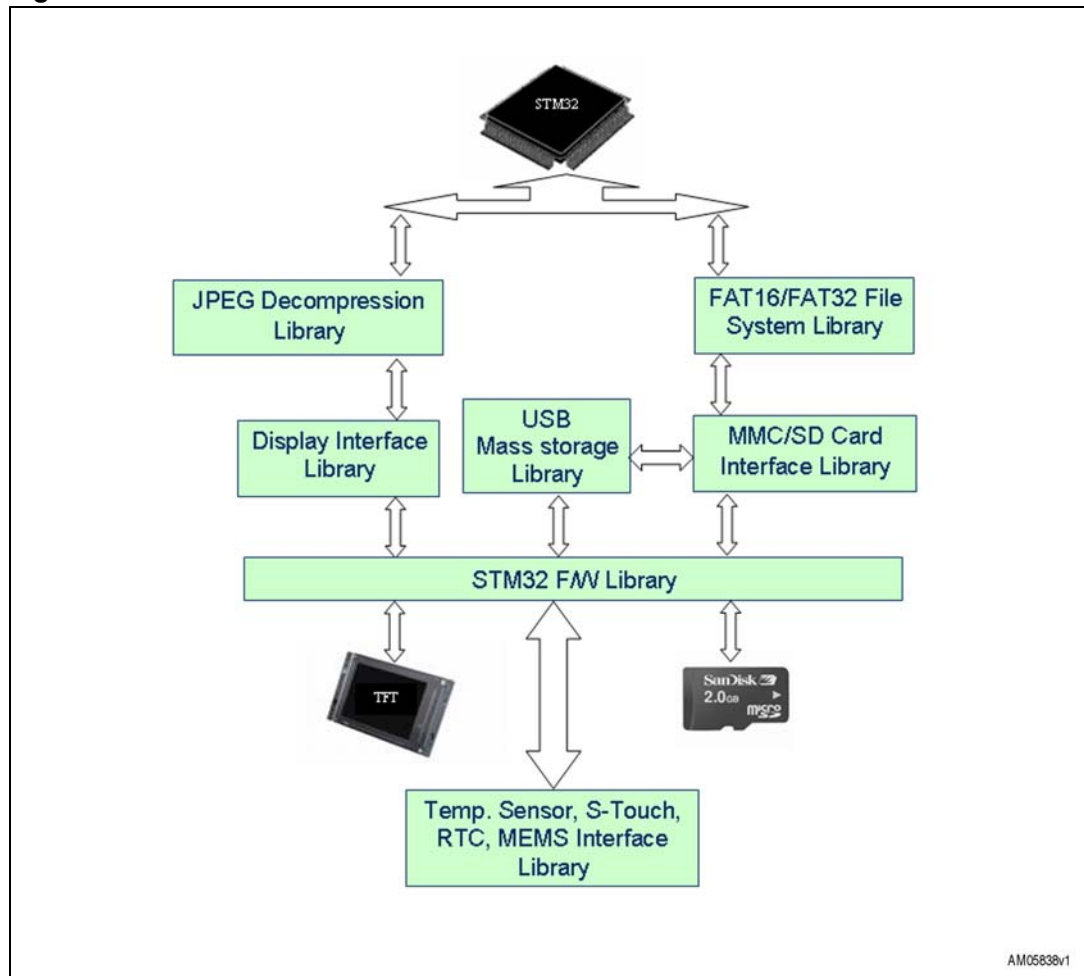 STM32
JPEG Decompression
Library
FAT16/FAT32 File
System Library
Display Interface
Library
USB
Mass storage
Library
MMC/SD Card
Interface Library
STM32 F/W Library
TFT
SanDisk
2.0GB
micro
SD
Temp. Sensor, S-Touch,
RTC, MEMS Interface
Library
AM05838v1